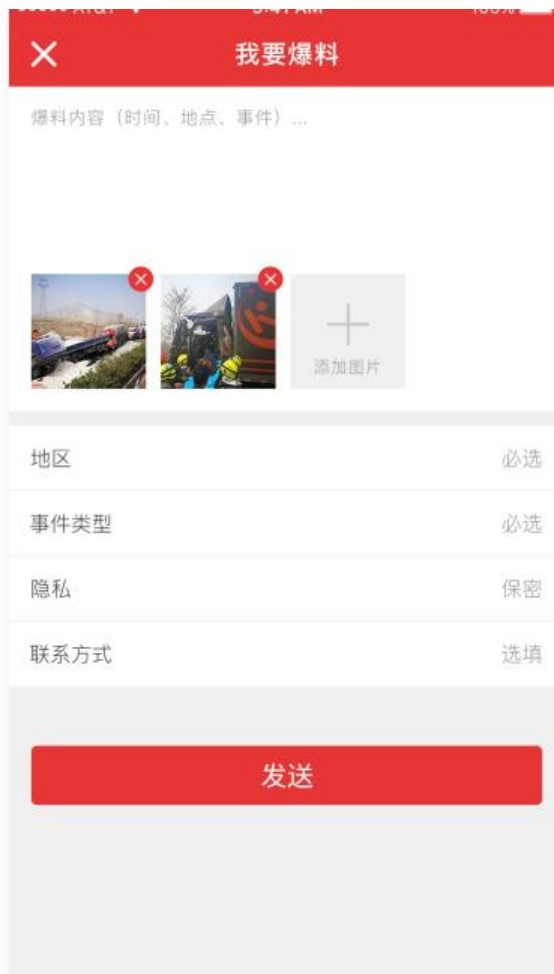 我要爆料
爆料内容（时间、地点、事件）...
添加图片
地区 必选
事件类型 必选
隐私 保密
联系方式 选填
发送